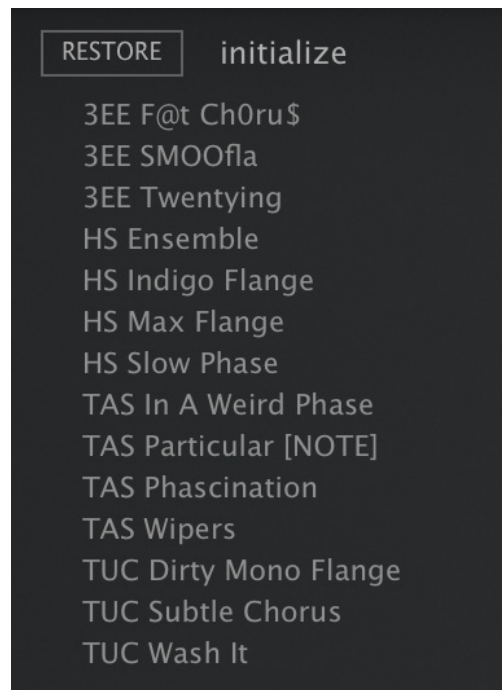 RESTORE initialize
3EE F@t Ch0ru$
3EE SMOOfla
3EE Twentying
HS Ensemble
HS Indigo Flange
HS Max Flange
HS Slow Phase
TAS In A Weird Phase
TAS Particular [NOTE]
TAS Phascination
TAS Wipers
TUC Dirty Mono Flange
TUC Subtle Chorus
TUC Wash It